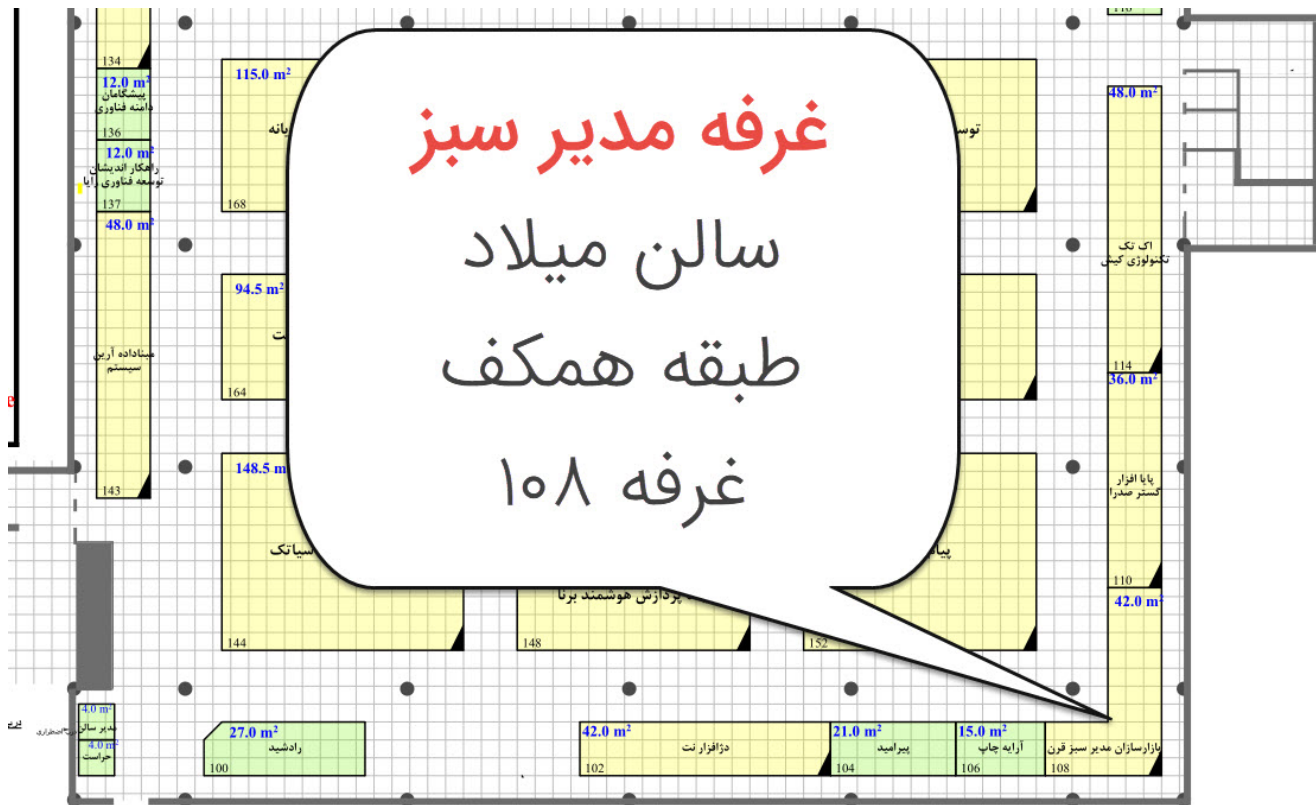 غرفه مدیر سبز
سالن میلاد
طبقه همکف
غرفه ۱۰۸
134
12.0 m²
پیشگامان
دامنه فناوری
136
12.0 m²
راهکار اندیشان
توسعه فناوری رایا
137
48.0 m²
میناداده آرین
سیستم
143
115.0 m²
168
94.5 m²
164
148.5 m
سیاتک
144
پردازش هوشمند برنا
148
152
48.0 m²
اک تک
تکنولوژی کیش
114
36.0 m²
پایا افزار
گستر صدرا
110
42.0 m²
بازارسازان مدیر سبز قرن
108
4.0 m²
مدیر سالن
4.0 m²
حراست
27.0 m²
رادشید
100
42.0 m²
دژافزار نت
102
21.0 m²
پیرامید
104
15.0 m²
آرایه چاپ
106